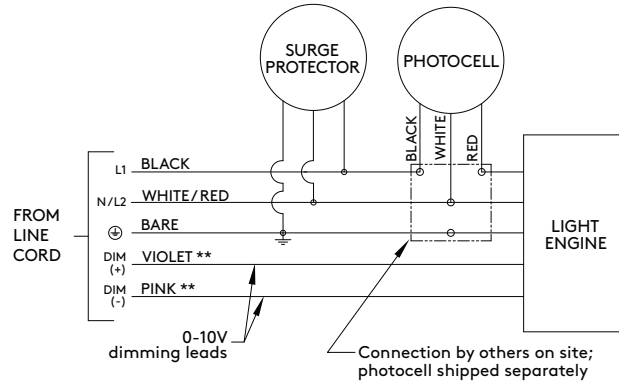 SURGE
PROTECTOR
PHOTOCELL
BLACK
WHITE
RED
L1 BLACK
N/L2 WHITE/RED
BARE
DIM
(+)
VIOLET **
DIM
(-)
PINK **
FROM
LINE
CORD
LIGHT
ENGINE
0-10V
dimming leads
Connection by others on site;
photocell shipped separately